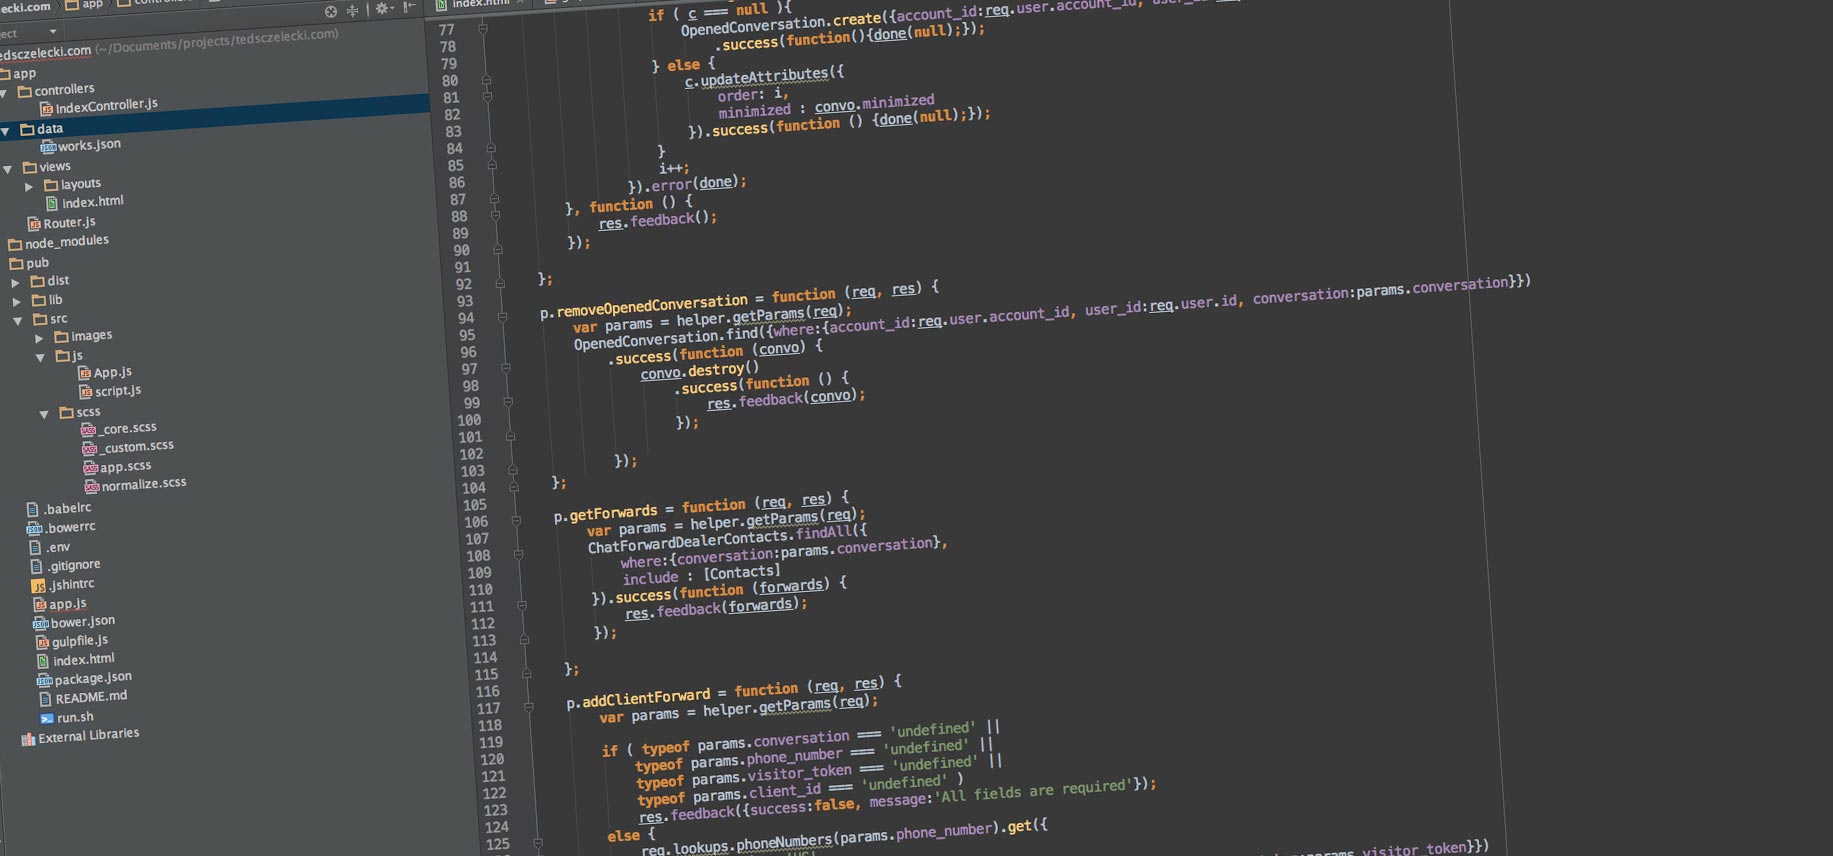 ecki.com
app
controllers
ject
edsczelecki.com (~/Documents/projects/tedsczelecki.com)
app
controllers
IndexController.js
data
works.json
views
layouts
index.html
Router.js
node_modules
pub
dist
lib
src
images
js
App.js
script.js
scss
_core.scss
_custom.scss
app.scss
normalize.scss
.babelrc
.bowerrc
.env
.gitignore
.jshintrc
app.js
bower.json
gulpfile.js
index.html
package.json
README.md
run.sh
External Libraries
index.html
if ( c === null ){
77 OpenedConversation.create({account_id:req.user.account_id,
78 .success(function(){done(null);});
79 } else {
80 c.updateAttributes({
81 order: i,
82 minimized : convo.minimized
83 }).success(function () {done(null);});
84 }
85 i++;
86 }).error(done);
87 }, function () {
88 res.feedback();
89 });
90
91 };
92
93 p.removeOpenedConversation = function (req, res) {
94 var params = helper.getParams(req);
95 OpenedConversation.find({where:{account_id:req.user.account_id, user_id:req.user.id, conversation:params.conversation}})
96 .success(function (convo) {
97 convo.destroy()
98 .success(function () {
99 res.feedback(convo);
100 });
101
102 });
103 };
104
105 p.getForwards = function (req, res) {
106 var params = helper.getParams(req);
107 ChatForwardDealerContacts.findAll({
108 where:{conversation:params.conversation},
109 include : [Contacts]
110 }).success(function (forwards) {
111 res.feedback(forwards);
112 });
113
114 };
115
116 p.addClientForward = function (req, res) {
117 var params = helper.getParams(req);
118
119 if ( typeof params.conversation === 'undefined' ||
120 typeof params.phone_number === 'undefined' ||
121 typeof params.visitor_token === 'undefined' ||
122 typeof params.client_id === 'undefined' )
123 res.feedback({success:false, message:'All fields are required'});
124 else {
125 req.lookups.phoneNumbers(params.phone_number).get({
visitor_token}})